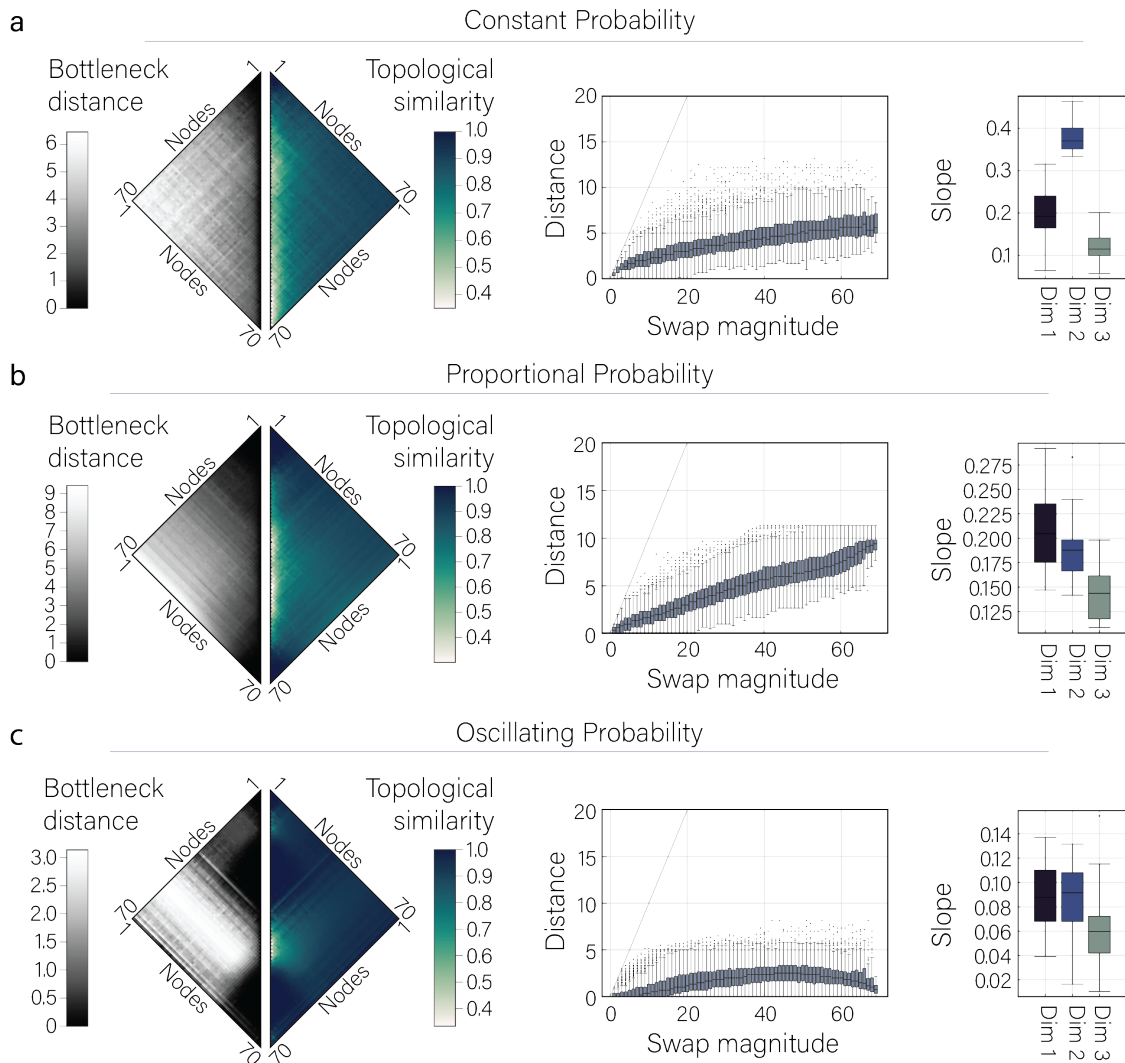 a
Constant Probability
Bottleneck
distance
6
5
4
3
2
1
0
1
Nodes
70
1
Nodes
70
1
Nodes
70
1
Nodes
70
Topological
similarity
1.0
0.9
0.8
0.7
0.6
0.5
0.4
Distance
20
15
10
5
0
0
20
40
60
Swap magnitude
Slope
0.4
0.3
0.2
0.1
Dim 1
Dim 2
Dim 3
b
Proportional Probability
Bottleneck
distance
9
8
7
6
5
4
3
2
1
0
1
Nodes
70
1
Nodes
70
1
Nodes
70
1
Nodes
70
Topological
similarity
1.0
0.9
0.8
0.7
0.6
0.5
0.4
Distance
20
15
10
5
0
20
40
60
Swap magnitude
Slope
0.275
0.250
0.225
0.200
0.175
0.150
0.125
Dim 1
Dim 2
Dim 3
c
Oscillating Probability
Bottleneck
distance
3.0
2.5
2.0
1.5
1.0
0.5
0.0
1
Nodes
70
1
Nodes
70
1
Nodes
70
1
Nodes
70
Topological
similarity
1.0
0.9
0.8
0.7
0.6
0.5
0.4
Distance
20
15
10
5
0
0
20
40
60
Swap magnitude
Slope
0.14
0.12
0.10
0.08
0.06
0.04
0.02
Dim 1
Dim 2
Dim 3